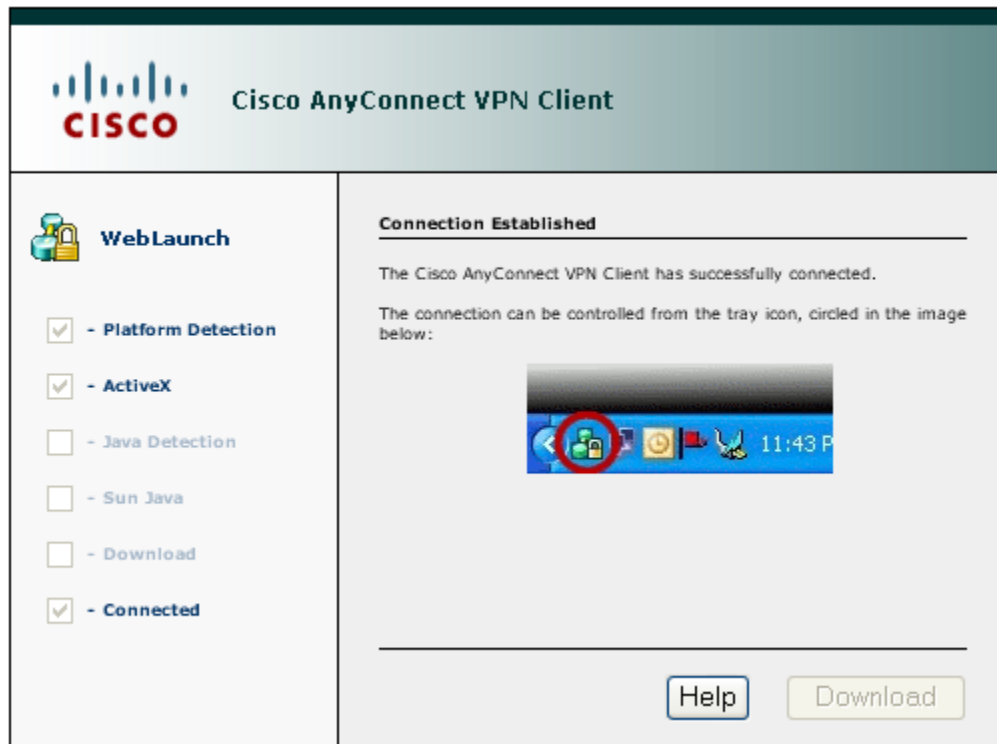 CISCO
Cisco AnyConnect VPN Client
WebLaunch
- Platform Detection
- ActiveX
- Java Detection
- Sun Java
- Download
- Connected
Connection Established
The Cisco AnyConnect VPN Client has successfully connected.
The connection can be controlled from the tray icon, circled in the image
below:
11:43 P
Help
Download